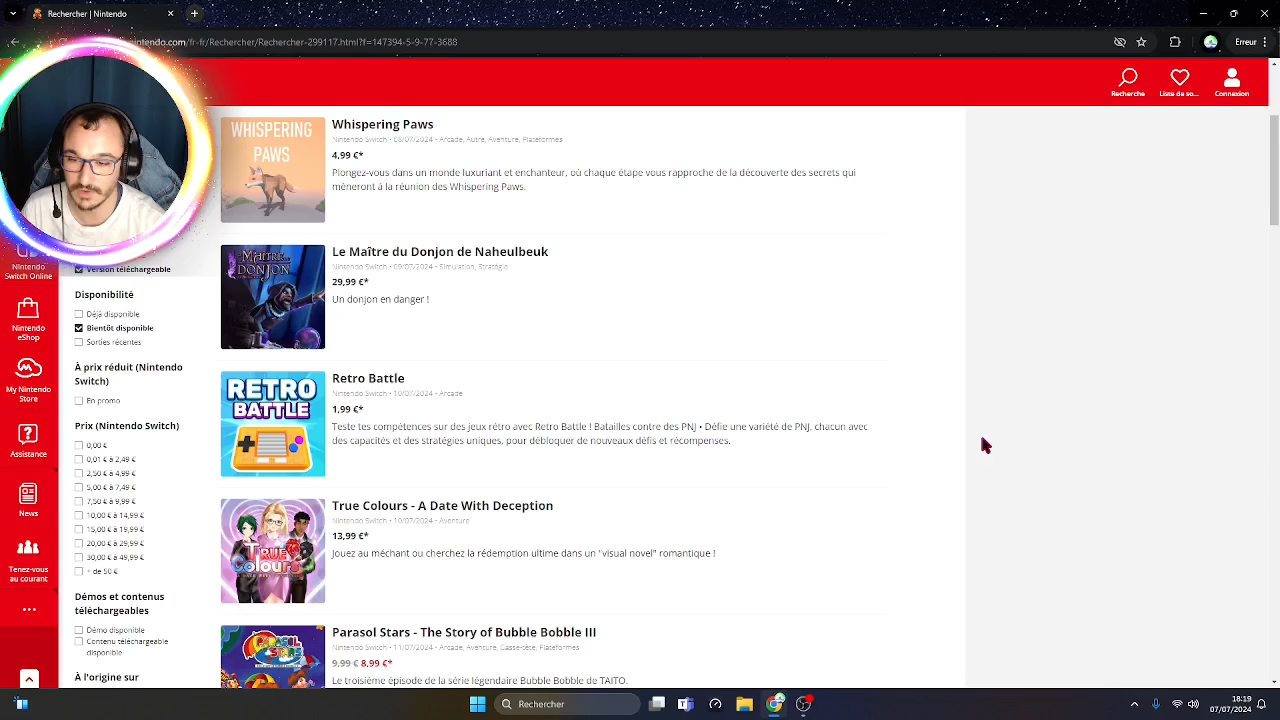 Rechercher | Nintendo
nintendo.com/fr-fr/Rechercher/Rechercher-299117.html?f=147394-5-9-77-3688
Erreur
Recherche
Liste de so...
Connexion
WHISPERING
PAWS
Whispering Paws
Nintendo Switch • 08/07/2024 • Arcade, Autre, Aventure, Plateformes
4,99 €*
Plongez-vous dans un monde luxuriant et enchanteur, où chaque étape vous rapproche de la découverte des secrets qui
mèneront à la réunion des Whispering Paws.
MAÎTRE
DONJON
Le Maître du Donjon de Naheulbeuk
Nintendo Switch • 09/07/2024 • Simulation, Stratégie
29,99 €*
Un donjon en danger !
RETRO
BATTLE
Retro Battle
Nintendo Switch • 10/07/2024 • Arcade
1,99 €*
Teste tes compétences sur des jeux rétro avec Retro Battle ! Batailles contre des PNJ • Défie une variété de PNJ, chacun avec
des capacités et des stratégies uniques, pour débloquer de nouveaux défis et récompenses.
TRUE
Colours
True Colours - A Date With Deception
Nintendo Switch • 10/07/2024 • Aventure
13,99 €*
Jouez au méchant ou cherchez la rédemption ultime dans un "visual novel" romantique !
Parasol Stars - The Story of Bubble Bobble III
Nintendo Switch • 11/07/2024 • Arcade, Aventure, Casse-tête, Plateformes
9,99 € 8,99 €*
Le troisième épisode de la série légendaire Bubble Bobble de TAITO.
Nintendo
Switch Online
Nintendo
eShop
My Nintendo
Store
Assistance
News
Tenez-vous
au courant
Version téléchargeable
Disponibilité
Déjà disponible
Bientôt disponible
Sorties récentes
À prix réduit (Nintendo
Switch)
En promo
Prix (Nintendo Switch)
0,00 €
0,01 € à 2,49 €
2,50 € à 4,99 €
5,00 € à 7,49 €
7,50 € à 9,99 €
10,00 € à 14,99 €
15,00 € à 19,99 €
20,00 € à 29,99 €
30,00 € à 49,99 €
+ de 50 €
Démos et contenus
téléchargeables
Démo disponible
Contenu téléchargeable
disponible
À l'origine sur
Rechercher
18:19
07/07/2024